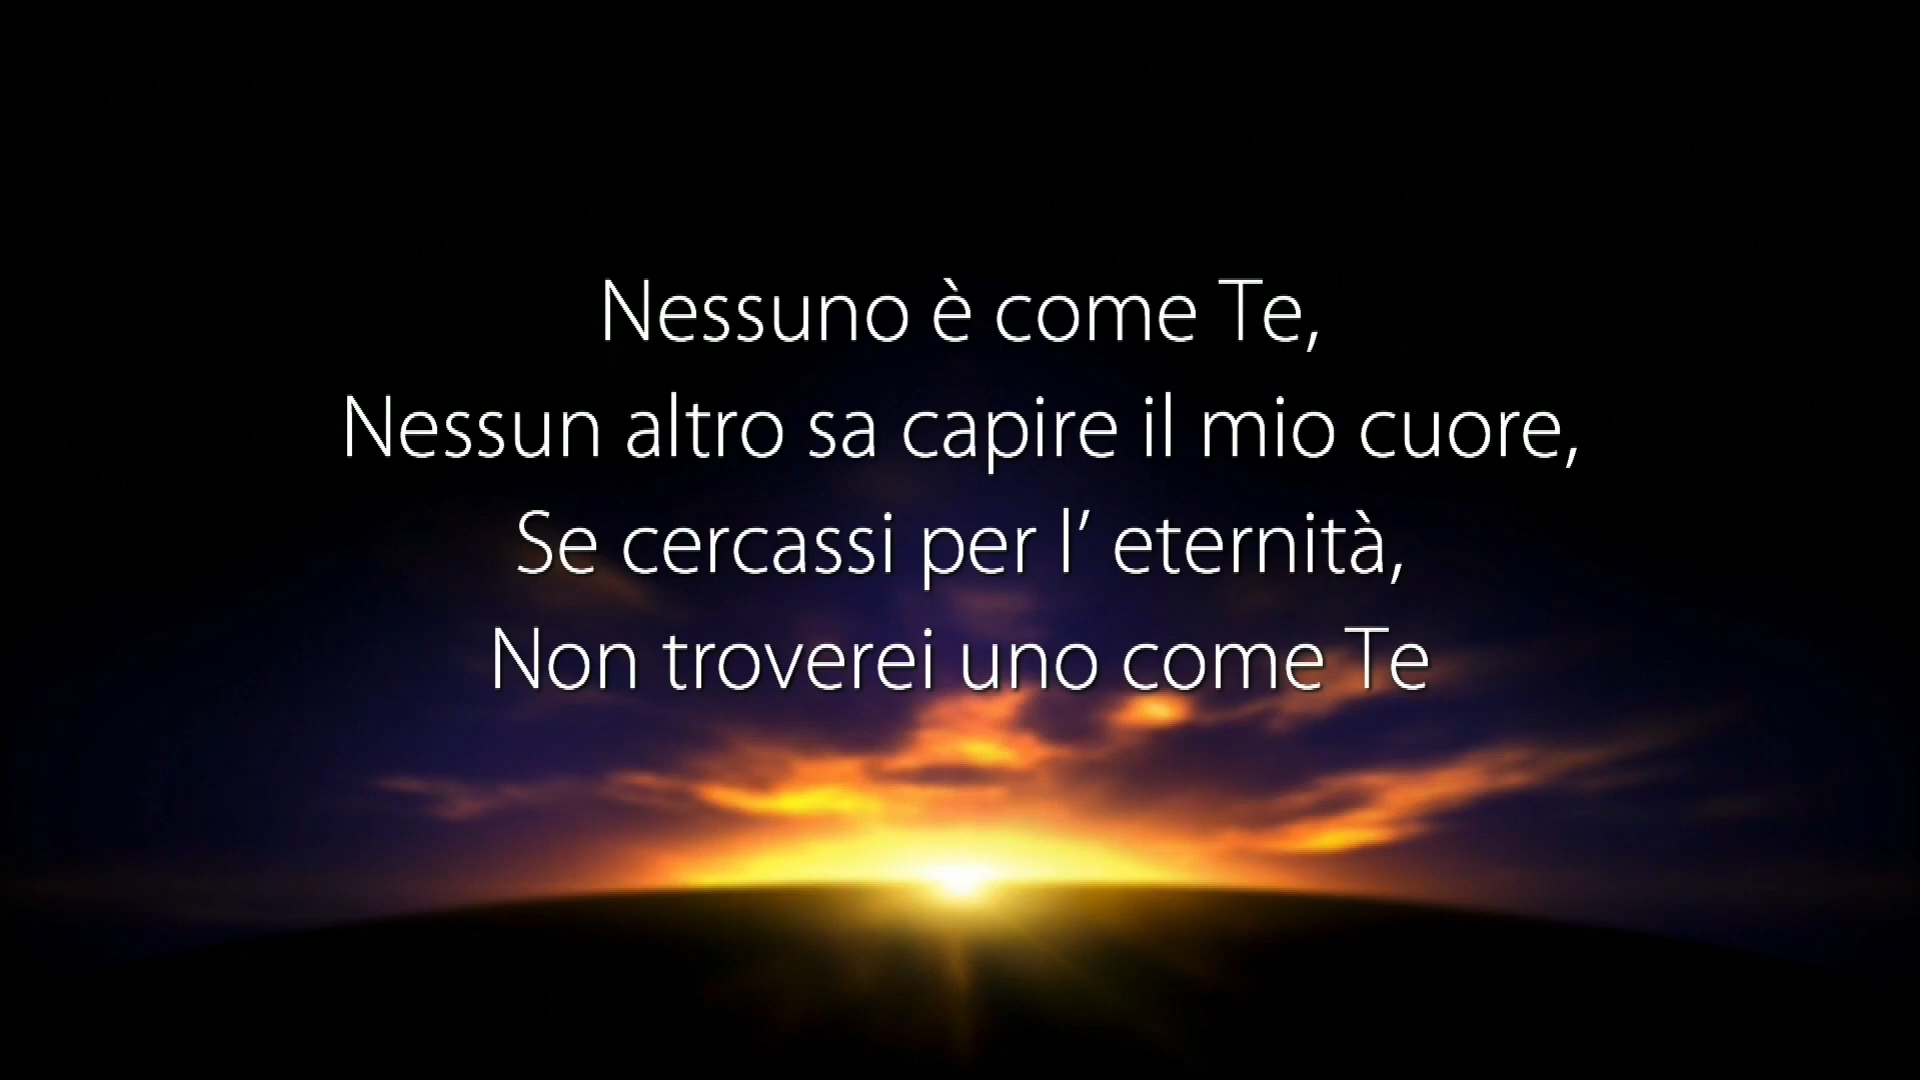 Nessuno è come Te,
Nessun altro sa capire il mio cuore,
Se cercassi per l’ eternità,
Non troverei uno come Te